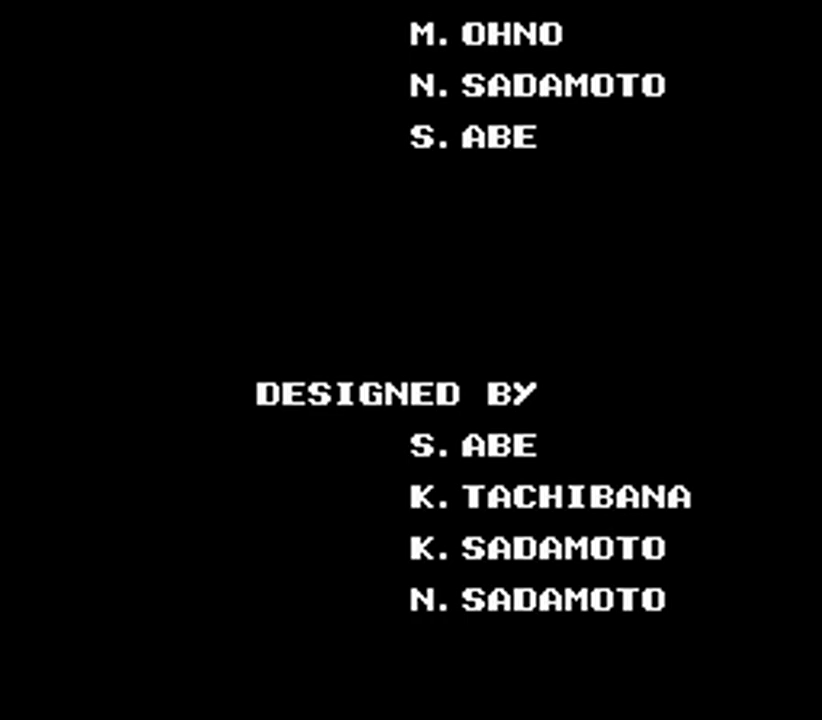 M. OHNO
N. SADAMOTO
S. ABE
DESIGNED BY
S. ABE
K. TACHIBANA
K. SADAMOTO
N. SADAMOTO